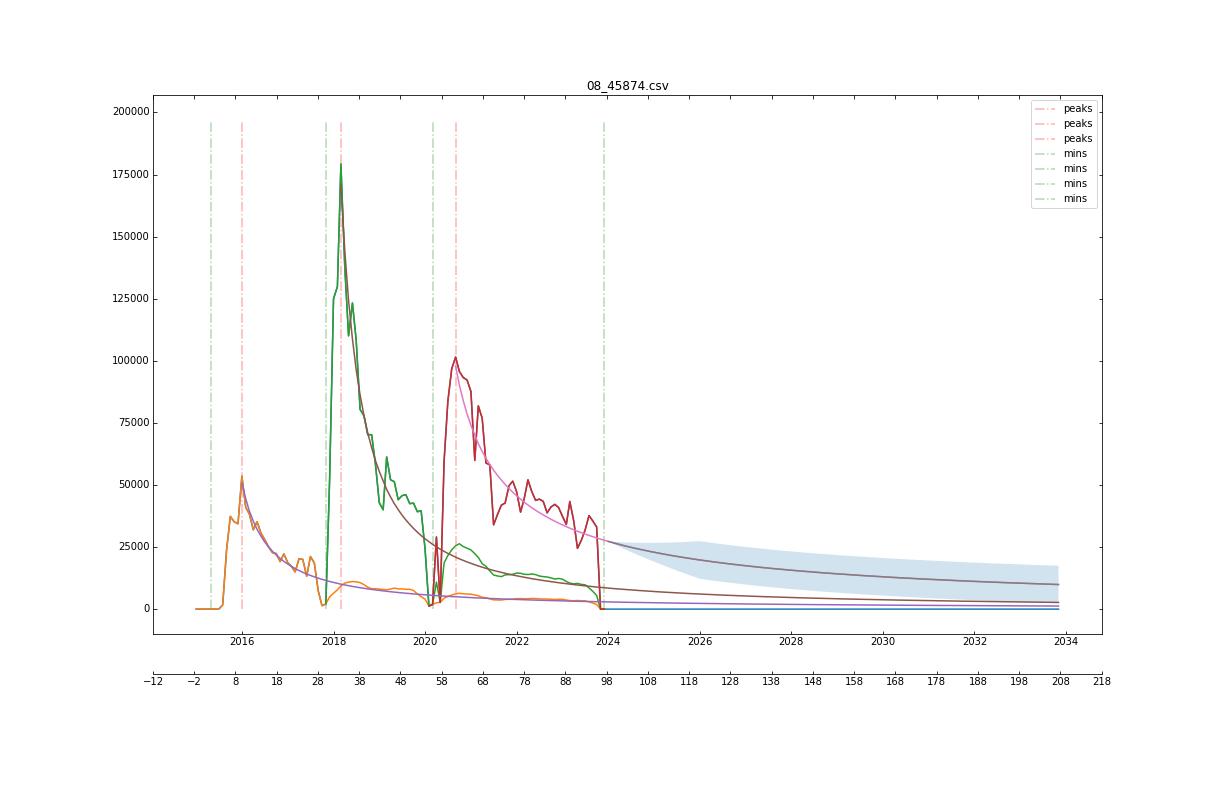 08_45874.csv
200000
175000
150000
125000
100000
75000
50000
25000
0
peaks
peaks
peaks
mins
mins
mins
mins
2016 2018 2020 2022 2024 2026 2028 2030 2032 2034
−12 −2 8 18 28 38 48 58 68 78 88 98 108 118 128 138 148 158 168 178 188 198 208 218